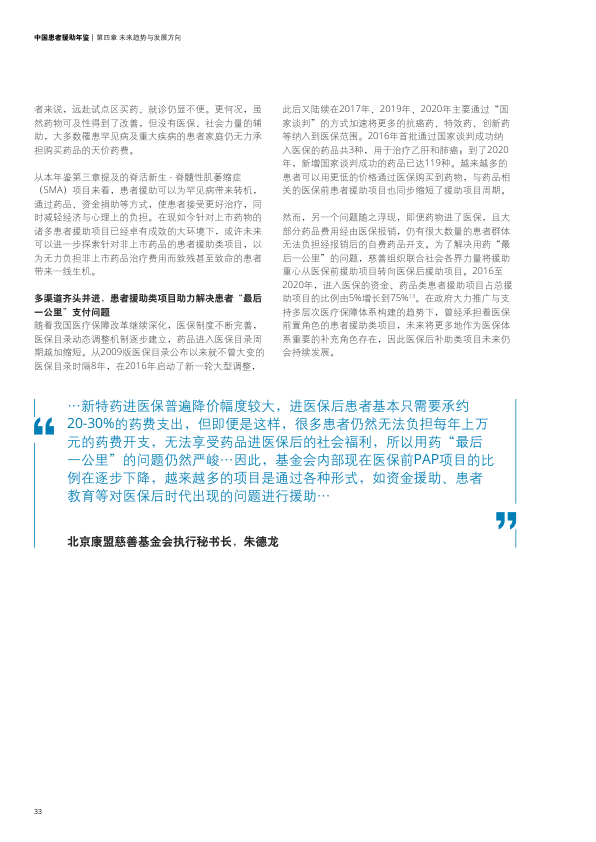 中国患者援助年鉴 | 第四章 未来趋势与发展方向
者来说，远赴试点区买药、就诊仍显不便。更何况，虽
然药物可及性得到了改善，但没有医保、社会力量的辅
助，大多数罹患罕见病及重大疾病的患者家庭仍无力承
担购买药品的天价药费。
从本年鉴第三章提及的脊活新生 - 脊髓性肌萎缩症
（SMA）项目来看，患者援助可以为罕见病带来转机，
通过药品、资金捐助等方式，使患者接受更好治疗，同
时减轻经济与心理上的负担。在现如今针对上市药物的
诸多患者援助项目已经卓有成效的大环境下，或许未来
可以进一步探索针对非上市药品的患者援助类项目，以
为无力负担非上市药品治疗费用而致残甚至致命的患者
带来一线生机。
多渠道齐头并进，患者援助类项目助力解决患者“最后
一公里”支付问题
随着我国医疗保障改革继续深化，医保制度不断完善，
医保目录动态调整机制逐步建立，药品进入医保目录周
期越加缩短。从2009版医保目录公布以来就不曾大变的
医保目录时隔8年，在2016年启动了新一轮大型调整，
此后又陆续在2017年、2019年、2020年主要通过“国
家谈判”的方式加速将更多的抗癌药、特效药、创新药
等纳入到医保范围。2016年首批通过国家谈判成功纳
入医保的药品共3种，用于治疗乙肝和肺癌；到了2020
年，新增国家谈判成功的药品已达119种。越来越多的
患者可以用更低的价格通过医保购买到药物，与药品相
关的医保前患者援助项目也同步缩短了援助项目周期。
然而，另一个问题随之浮现，即便药物进了医保，且大
部分药品费用经由医保报销，仍有很大数量的患者群体
无法负担经报销后的自费药品开支。为了解决用药“最
后一公里”的问题，慈善组织联合社会各界力量将援助
重心从医保前援助项目转向医保后援助项目。2016至
2020年，进入医保的资金、药品类患者援助项目占总援
助项目的比例由5%增长到75%¹³。在政府大力推广与支
持多层次医疗保障体系构建的趋势下，曾经承担着医保
前置角色的患者援助类项目，未来将更多地作为医保体
系重要的补充角色存在，因此医保后补助类项目未来仍
会持续发展。
“
…新特药进医保普遍降价幅度较大，进医保后患者基本只需要承约
20-30%的药费支出，但即便是这样，很多患者仍然无法负担每年上万
元的药费开支，无法享受药品进医保后的社会福利，所以用药“最后
一公里”的问题仍然严峻…因此，基金会内部现在医保前PAP项目的比
例在逐步下降，越来越多的项目是通过各种形式，如资金援助、患者
教育等对医保后时代出现的问题进行援助…
”
北京康盟慈善基金会执行秘书长，朱德龙
33